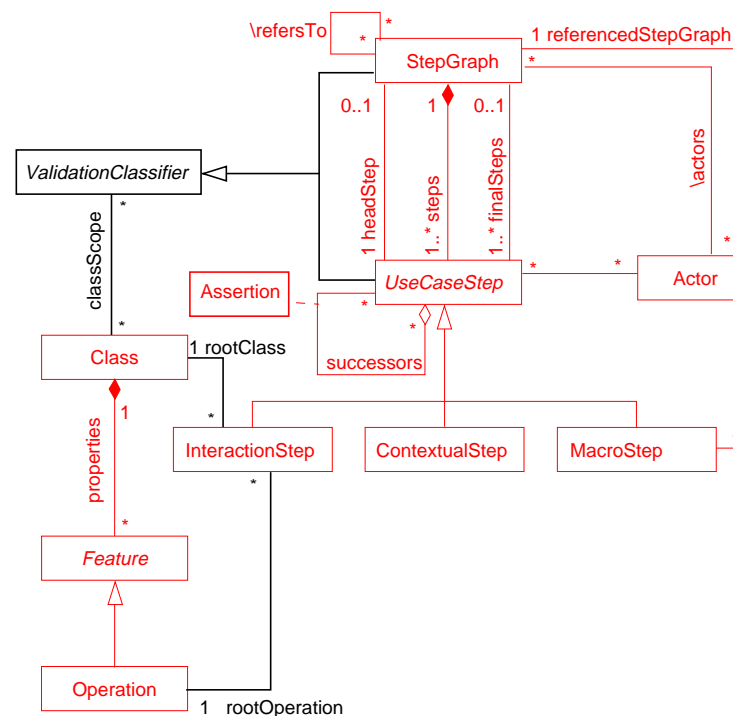 \refersTo
*
*
1 referencedStepGraph
StepGraph
*
0..1
1
0..1
ValidationClassifier
1 headStep
1..* steps
1..* finalSteps
\actors
*
classScope
*
*
Assertion
UseCaseStep
*
*
Actor
*
*
successors
Class
1 rootClass
1
*
InteractionStep
ContextualStep
MacroStep
properties
*
*
Feature
Operation
1 rootOperation